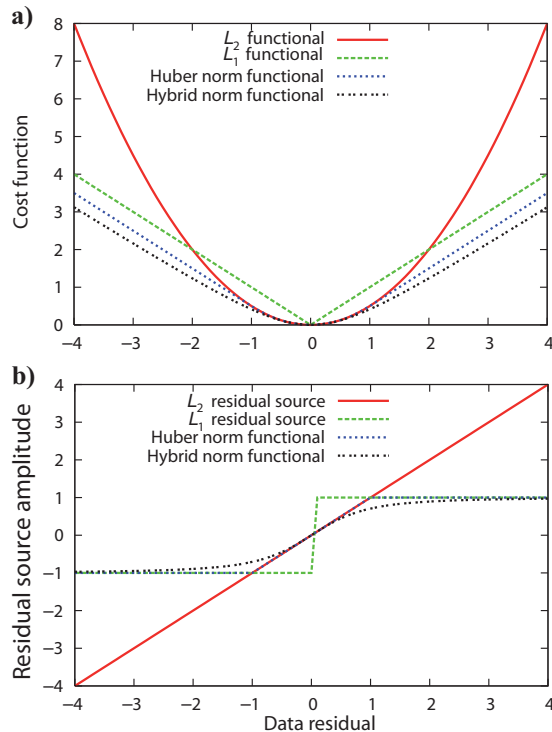 a)
L2 functional
L1 functional
Huber norm functional
Hybrid norm functional
Cost function
8
7
6
5
4
3
2
1
0
−4 −3 −2 −1 0 1 2 3 4
b)
L2 residual source
L1 residual source
Huber norm functional
Hybrid norm functional
Residual source amplitude
4
3
2
1
0
−1
−2
−3
−4
−4 −3 −2 −1 0 1 2 3 4
Data residual